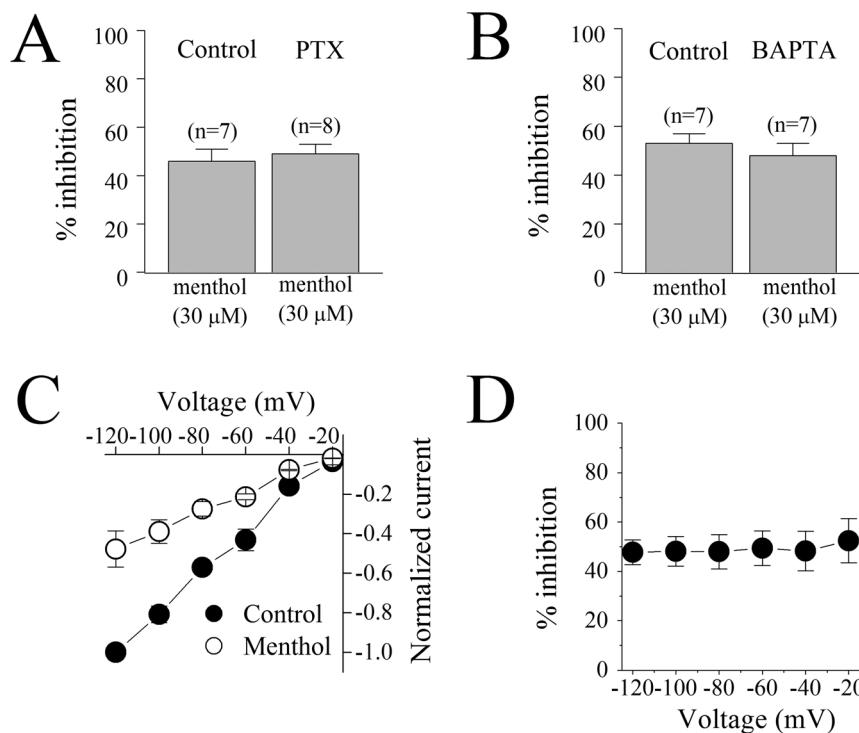 A
% inhibition
100
80
60
40
20
0
Control PTX
(n=7) (n=8)
menthol menthol
(30 μM) (30 μM)
B
% inhibition
100
80
60
40
20
0
Control BAPTA
(n=7) (n=7)
menthol menthol
(30 μM) (30 μM)
C
Voltage (mV)
-120 -100 -80 -60 -40 -20
-0.2
-0.4
-0.6
-0.8
-1.0
Normalized current
Control
Menthol
D
% inhibition
100
80
60
40
20
0
-120 -100 -80 -60 -40 -20
Voltage (mV)